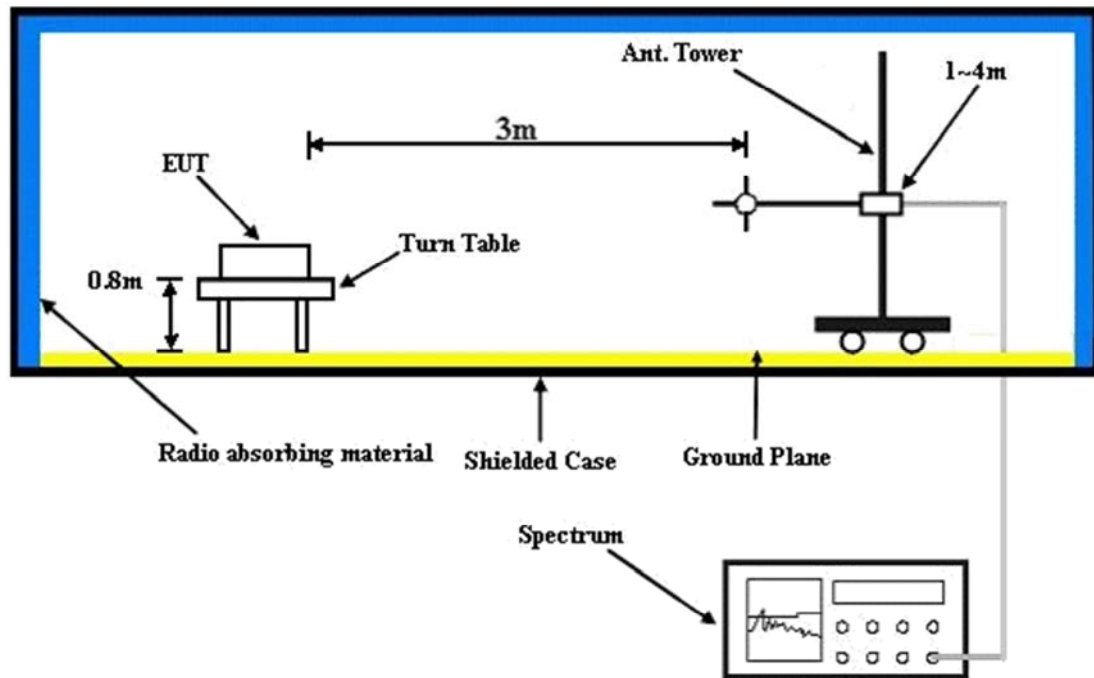 Ant. Tower
1~4m
3m
EUT
Turn Table
0.8m
Radio absorbing material
Shielded Case
Ground Plane
Spectrum